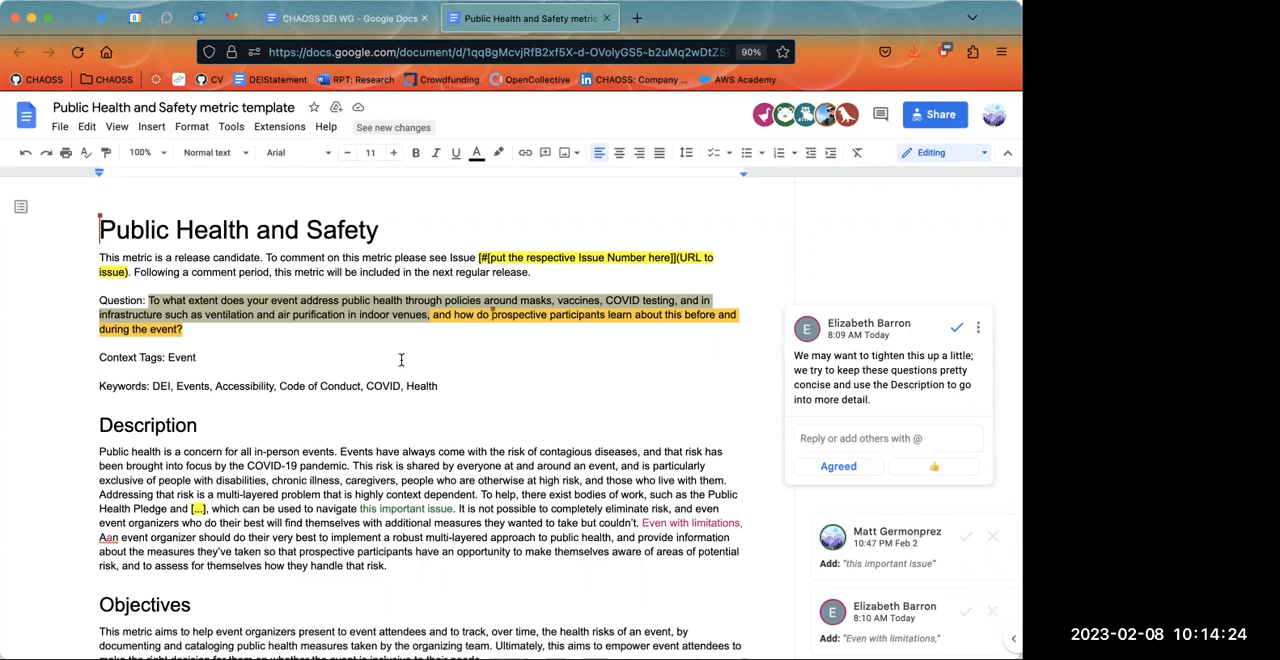 CHAOSS DEI WG - Google Docs
Public Health and Safety metric
https://docs.google.com/document/d/1qq8gMcvjRfB2xf5X-d-OVolyGS5-b2uMq2wDtZS
90%
CHAOSS
CHAOSS
CV
DEIStatement
RPT: Research
Crowdfunding
OpenCollective
CHAOSS: Company ...
AWS Academy
Public Health and Safety metric template
File Edit View Insert Format Tools Extensions Help
See new changes
Share
100%
Normal text
Arial
11
Editing
Public Health and Safety
This metric is a release candidate. To comment on this metric please see Issue [#[put the respective Issue Number here]](URL to
issue). Following a comment period, this metric will be included in the next regular release.
Question: To what extent does your event address public health through policies around masks, vaccines, COVID testing, and in
infrastructure such as ventilation and air purification in indoor venues, and how do prospective participants learn about this before and
during the event?
Context Tags: Event
Keywords: DEI, Events, Accessibility, Code of Conduct, COVID, Health
Description
Public health is a concern for all in-person events. Events have always come with the risk of contagious diseases, and that risk has
been brought into focus by the COVID-19 pandemic. This risk is shared by everyone at and around an event, and is particularly
exclusive of people with disabilities, chronic illness, caregivers, people who are otherwise at high risk, and those who live with them.
Addressing that risk is a multi-layered problem that is highly context dependent. To help, there exist bodies of work, such as the Public
Health Pledge and [...], which can be used to navigate this important issue. It is not possible to completely eliminate risk, and even
event organizers who do their best will find themselves with additional measures they wanted to take but couldn't. Even with limitations,
Aan event organizer should do their very best to implement a robust multi-layered approach to public health, and provide information
about the measures they've taken so that prospective participants have an opportunity to make themselves aware of areas of potential
risk, and to assess for themselves how they handle that risk.
Objectives
This metric aims to help event organizers present to event attendees and to track, over time, the health risks of an event, by
documenting and cataloging public health measures taken by the organizing team. Ultimately, this aims to empower event attendees to
make the right decision for them on whether the event is inclusive to their needs.
E
Elizabeth Barron
8:09 AM Today
We may want to tighten this up a little;
we try to keep these questions pretty
concise and use the Description to go
into more detail.
Reply or add others with @
Agreed
👍
Matt Germonprez
10:47 PM Feb 2
Add: "this important issue"
E
Elizabeth Barron
8:10 AM Today
Add: "Even with limitations,"
2023-02-08 10:14:24